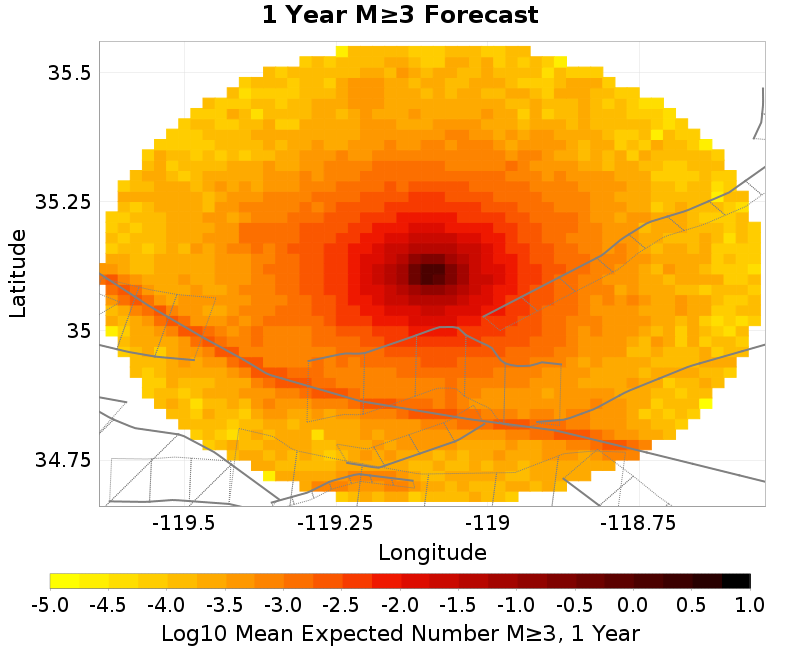 1 Year M≥3 Forecast
35.5
35.25
35
34.75
Latitude
-119.5
-119.25
-119
-118.75
Longitude
-5.0 -4.5 -4.0 -3.5 -3.0 -2.5 -2.0 -1.5 -1.0 -0.5 0.0 0.5 1.0
Log10 Mean Expected Number M≥3, 1 Year